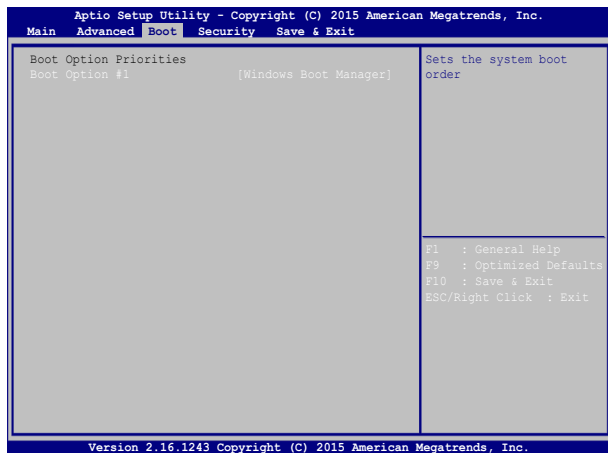 Aptio Setup Utility - Copyright (C) 2015 American Megatrends, Inc.
Main Advanced Boot Security Save & Exit
Boot Option Priorities
Boot Option #1 [Windows Boot Manager]
Sets the system boot
order
F1 : General Help
F9 : Optimized Defaults
F10 : Save & Exit
ESC/Right Click : Exit
Version 2.16.1243 Copyright (C) 2015 American Megatrends, Inc.